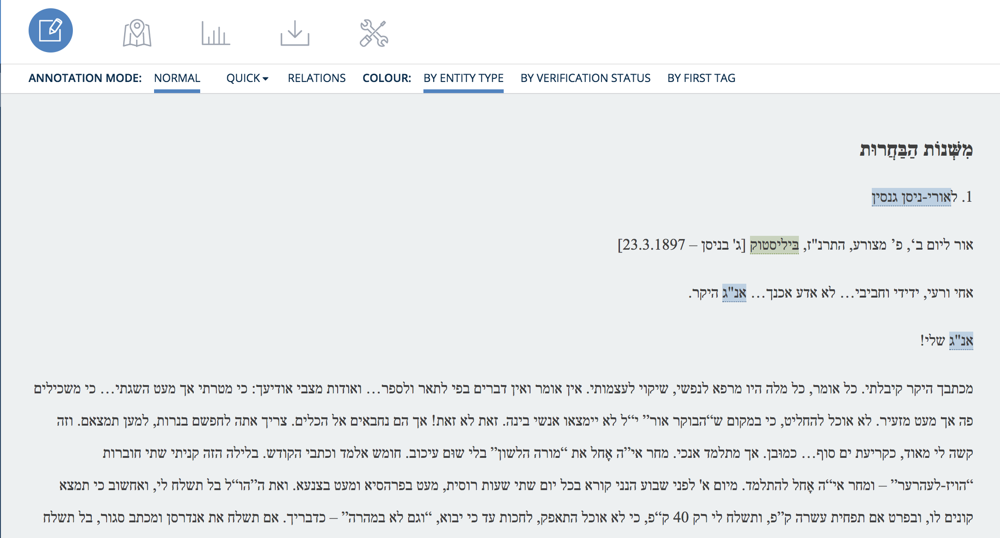 ANNOTATION MODE: NORMAL QUICK RELATIONS COLOUR: BY ENTITY TYPE BY VERIFICATION STATUS BY FIRST TAG
מִשְּׁנוֹת הַבַּחֲרוּת
1. לאורי-ניסן גנסין
אור ליום ב‘, פ’ מצורע, התרנ"ז, ביליסטוק [ג' בניסן – 23.3.1897]
אחי ורעי, ידידי וחביבי… לא אדע אכנך… אנ"ג היקר.
אנ"ג שלי!
מכתבך היקר קיבלתי. כל אומר, כל מלה היו מרפא לנפשי, שיקוי לעצמותי. אין אומר ואין דברים בפי לתאר ולספר… ואודות מצבי אודיעך: כי מטרתי אך מעט השגתי… כי משכילים
פה אך מעט מזעיר. לא אוכל להחליט, כי במקום ש“הבוקר אור” י“ל לא יימצאו אנשי בינה. זאת לא זאת! אך הם נחבאים אל הכלים. צריך אתה לחפשם בנרות, למען תמצאם. וזה
קשה לי מאוד, כקריעת ים סוף… כמוּבן. אך מתלמד אנכי. מחר אי”ה אָחל את “מורה הלשון” בלי שוּם עיכוב. חומש אלמד וכתבי הקודש. בלילה הזה קניתי שתי חוברות
“הויז-לעהרער” – ומחר אי“ה אָחל להתלמד. מיום א' לפני שבוע הנני קורא בכל יום שתי שעות רוסית, מעט בפרהסיא ומעט בצנעא. ואת ה”הו“ל בל תשלח לי, ואחשוב כי תמצא
קונים לו, ובפרט אם תפחית עשרה ק”פ, ותשלח לי רק 40 ק“פ, כי לא אוכל התאפק, לחכות עד כי יבוא, “וגם לא במהרה” – כדבריך. אם תשלח את אנדרסן ומכתב סגור, בל תשלח